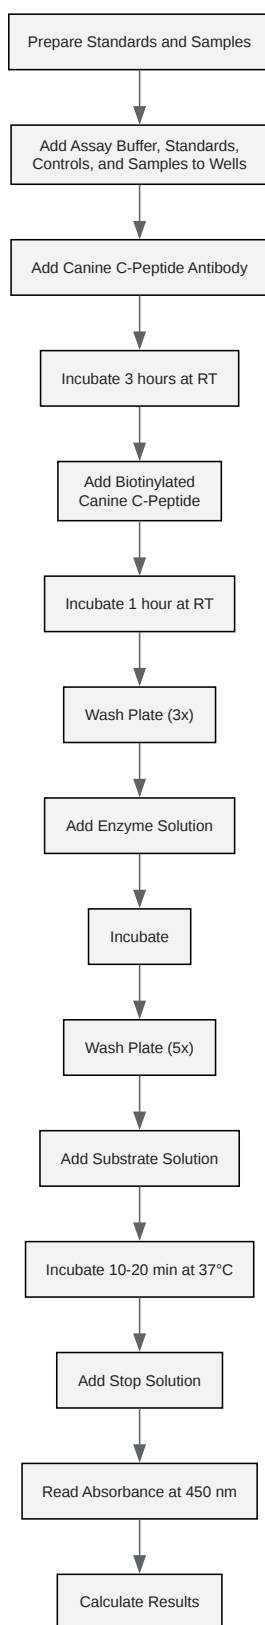 Prepare Standards and Samples
Add Assay Buffer, Standards,
Controls, and Samples to Wells
Add Canine C-Peptide Antibody
Incubate 3 hours at RT
Add Biotinylated
Canine C-Peptide
Incubate 1 hour at RT
Wash Plate (3x)
Add Enzyme Solution
Incubate
Wash Plate (5x)
Add Substrate Solution
Incubate 10-20 min at 37°C
Add Stop Solution
Read Absorbance at 450 nm
Calculate Results